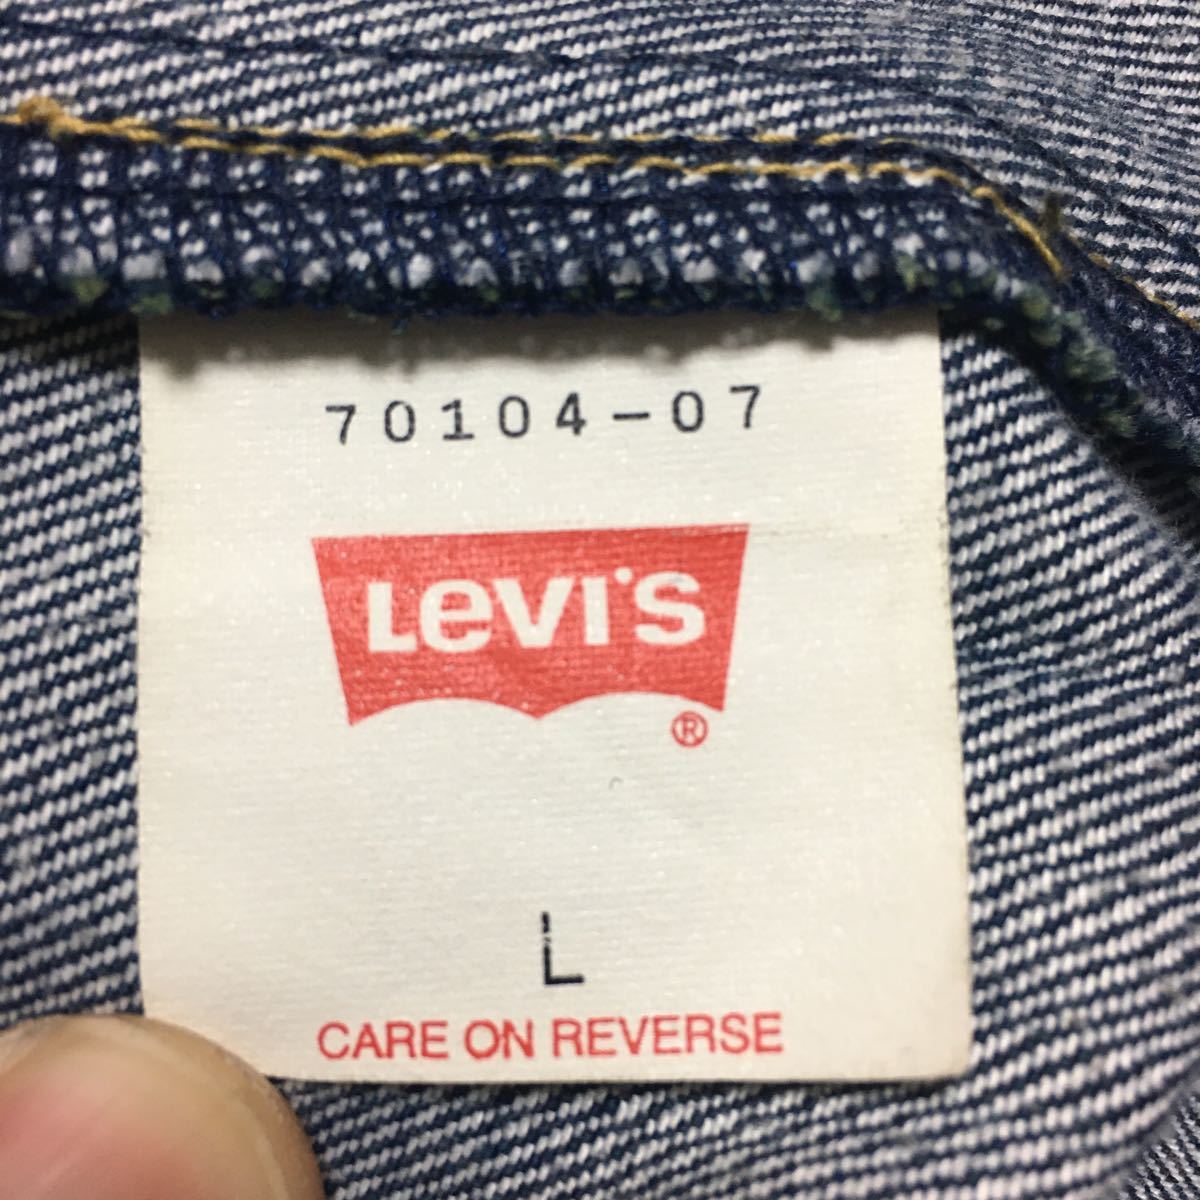 70104-07
Levi's
®
L
CARE ON REVERSE